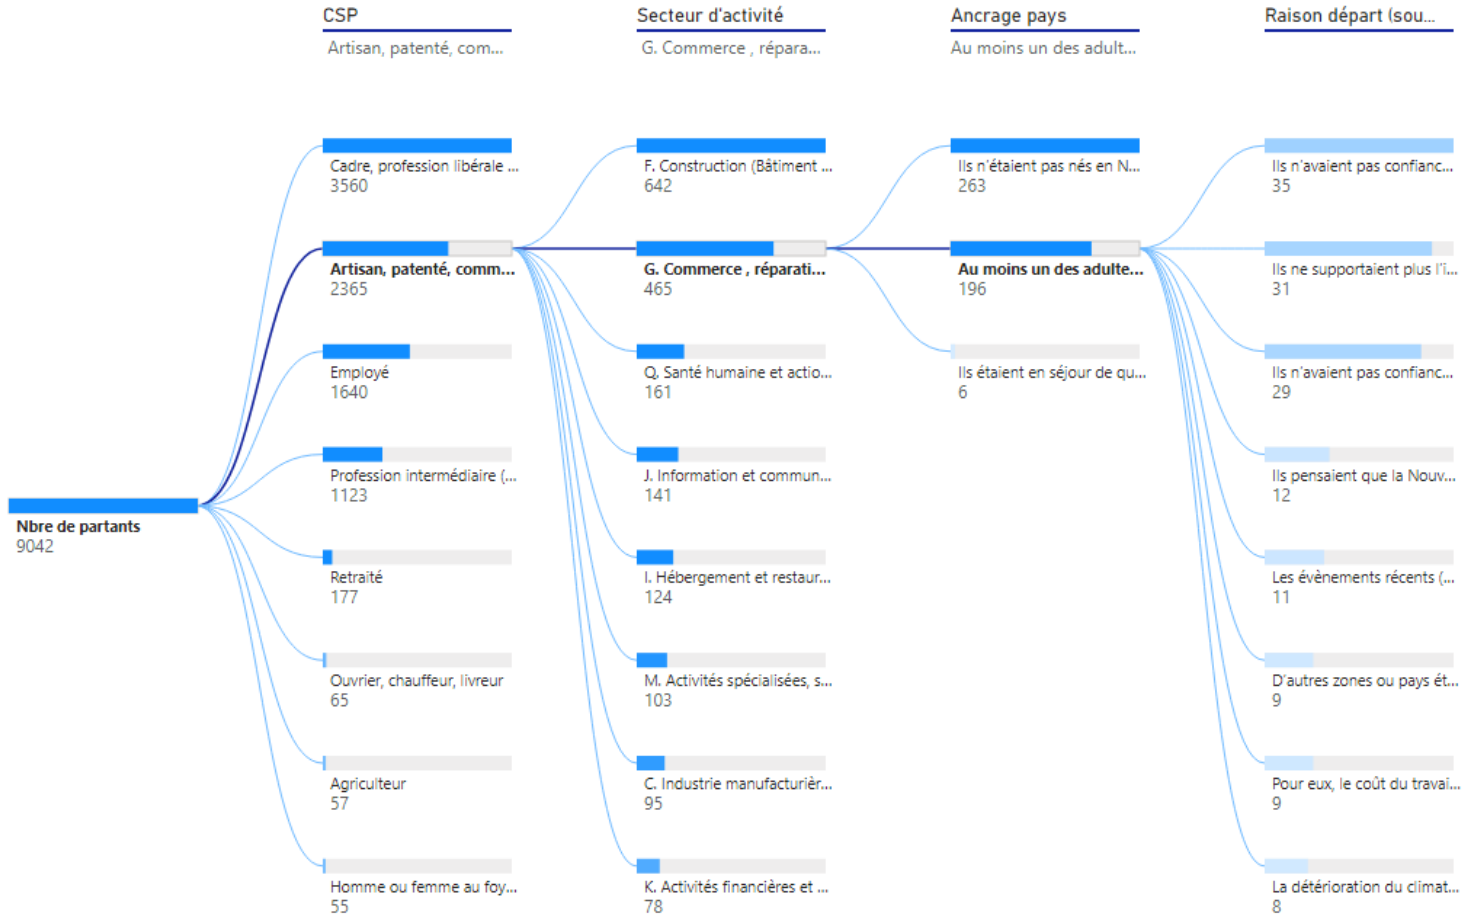 CSP
Artisan, patenté, com...
Secteur d'activité
G. Commerce , répara...
Ancrage pays
Au moins un des adult...
Raison départ (sou...
Nbre de partants
9042
Cadre, profession libérale ...
3560
Artisan, patenté, comm...
2365
Employé
1640
Profession intermédiaire (...
1123
Retraité
177
Ouvrier, chauffeur, livreur
65
Agriculteur
57
Homme ou femme au foy...
55
F. Construction (Bâtiment ...
642
G. Commerce , réparati...
465
Q. Santé humaine et actio...
161
J. Information et commun...
141
I. Hébergement et restaur...
124
M. Activités spécialisées, s...
103
C. Industrie manufacturièr...
95
K. Activités financières et ...
78
Ils n'étaient pas nés en N...
263
Au moins un des adulte...
196
Ils étaient en séjour de qu...
6
Ils n'avaient pas confianc...
35
Ils ne supportaient plus l'i...
31
Ils n'avaient pas confianc...
29
Ils pensaient que la Nouv...
12
Les évènements récents (...
11
D'autres zones ou pays ét...
9
Pour eux, le coût du travai...
9
La détérioration du climat...
8